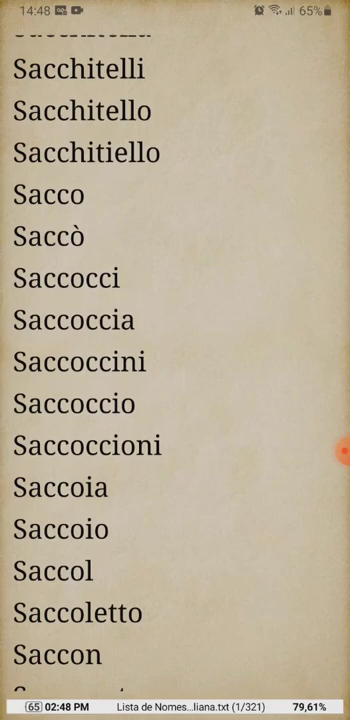 14:48 65%
Sacchitelli
Sacchitello
Sacchitiello
Sacco
Saccò
Saccocci
Saccoccia
Saccoccini
Saccoccio
Saccoccioni
Saccoia
Saccoio
Saccol
Saccoletto
Saccon
65 02:48 PM Lista de Nomes...liana.txt (1/321) 79,61%